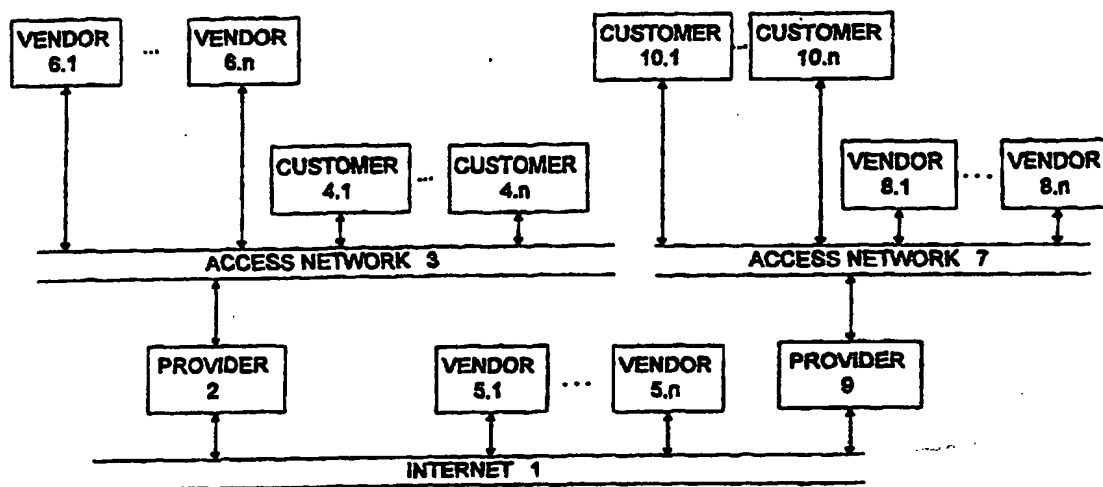 VENDOR
6.1
...
VENDOR
6.n
CUSTOMER
10.1
...
CUSTOMER
10.n
CUSTOMER
4.1
...
CUSTOMER
4.n
VENDOR
8.1
...
VENDOR
8.n
ACCESS NETWORK 3
ACCESS NETWORK 7
PROVIDER
2
VENDOR
5.1
...
VENDOR
5.n
PROVIDER
9
INTERNET 1